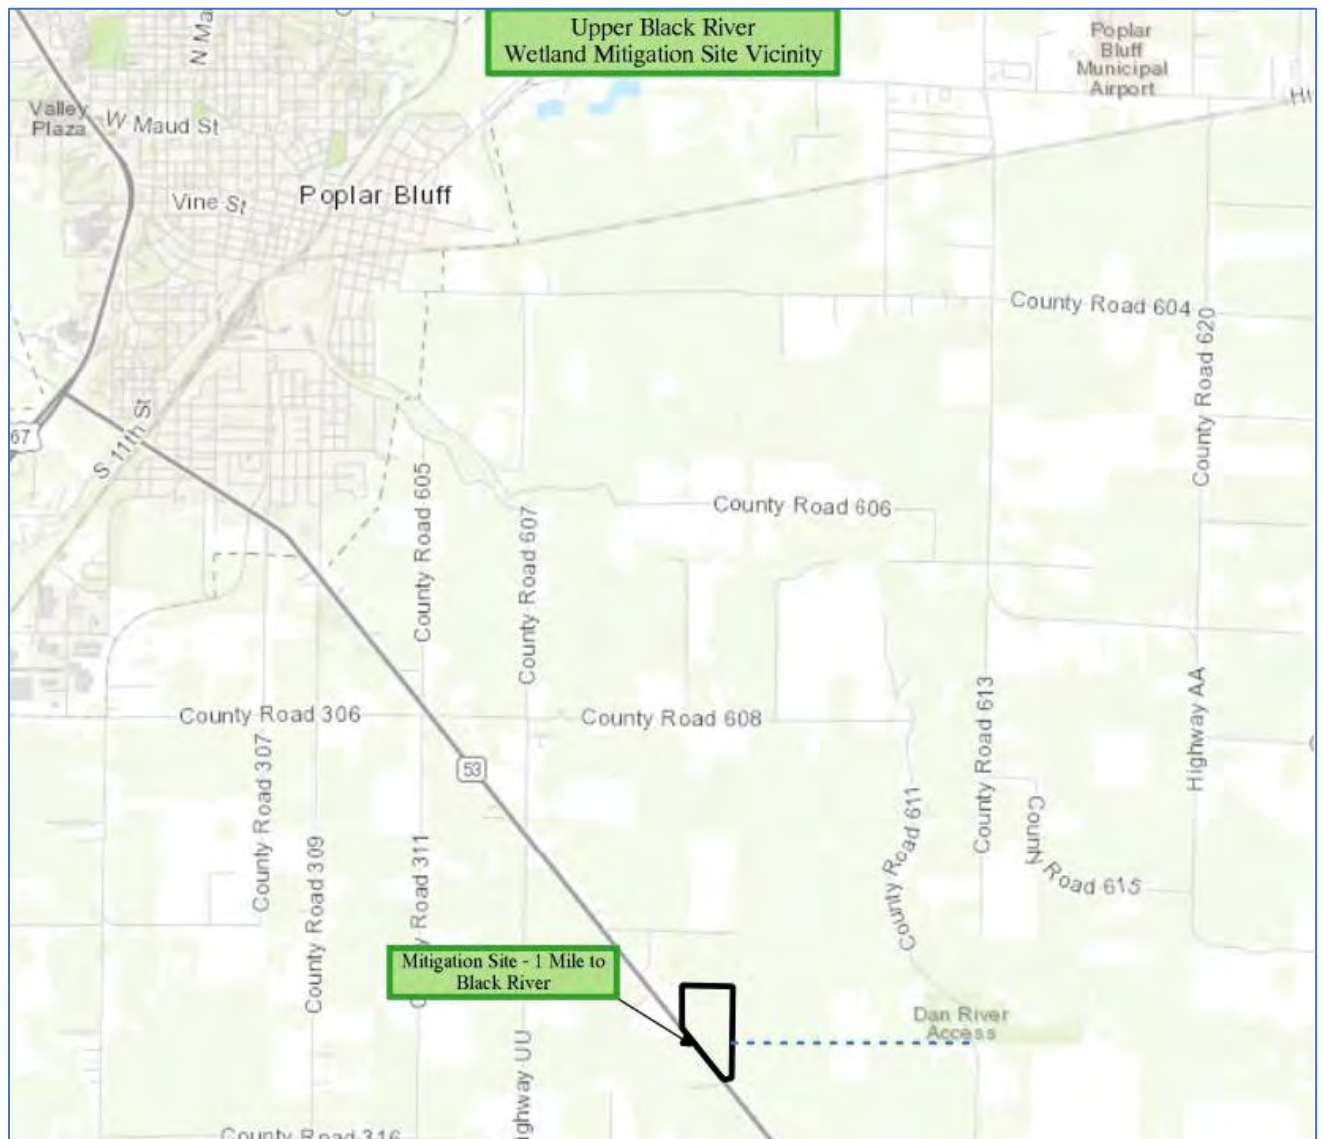 Upper Black River
Wetland Mitigation Site Vicinity
N Ma
Poplar
Bluff
Municipal
Airport
Valley
Plaza
W Maud St
Vine St
Poplar Bluff
County Road 604
County Road 620
67
S 11th St
County Road 605
County Road 606
County Road 607
County Road 306
County Road 608
County Road 613
Highway AA
53
County Road 307
County Road 309
County Road 311
County Road 611
County Road 615
Mitigation Site - 1 Mile to
Black River
Dan River
Access
ighway UU
County Road 316